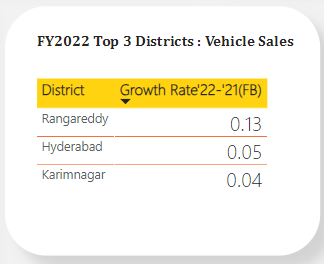 FY2022 Top 3 Districts : Vehicle Sales
District Growth Rate'22-'21(FB)
Rangareddy 0.13
Hyderabad 0.05
Karimnagar 0.04